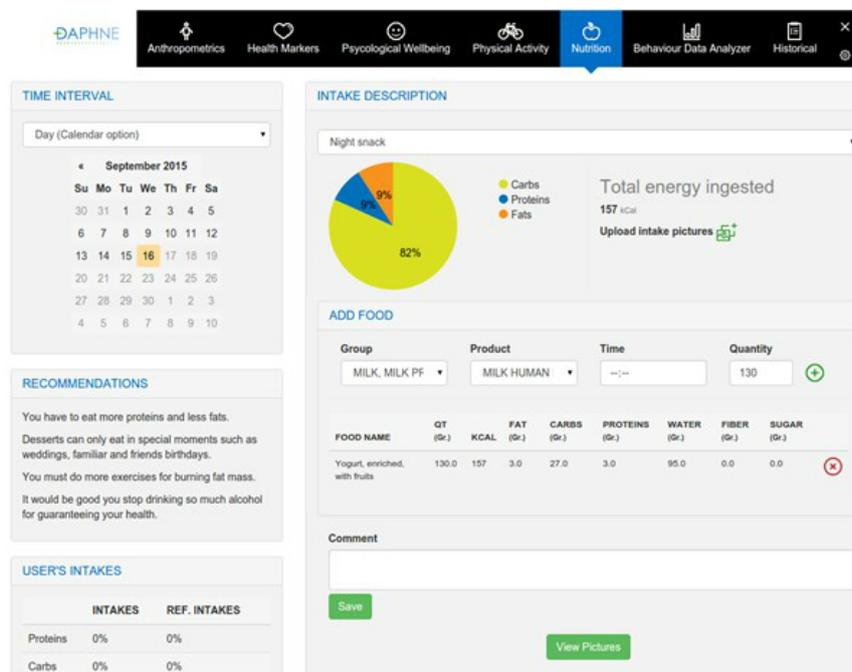 DAPHNE
Anthropometrics
Health Markers
Psycological Wellbeing
Physical Activity
Nutrition
Behaviour Data Analyzer
Historical
TIME INTERVAL
Day (Calendar option)
« September 2015
Su Mo Tu We Th Fr Sa
30 31 1 2 3 4 5
6 7 8 9 10 11 12
13 14 15 16 17 18 19
20 21 22 23 24 25 26
27 28 29 30 1 2 3
4 5 6 7 8 9 10
RECOMMENDATIONS
You have to eat more proteins and less fats.
Desserts can only eat in special moments such as
weddings, familiar and friends birthdays.
You must do more exercises for burning fat mass.
It would be good you stop drinking so much alcohol
for guaranteeing your health.
USER'S INTAKES
INTAKES REF. INTAKES
Proteins 0% 0%
Carbs 0% 0%
INTAKE DESCRIPTION
Night snack
9%
9%
82%
Carbs
Proteins
Fats
Total energy ingested
157 kCal
Upload intake pictures
ADD FOOD
Group Product Time Quantity
MILK, MILK PF MILK HUMAN --:-- 130
FOOD NAME QT (Gr.) KCAL FAT (Gr.) CARBS (Gr.) PROTEINS (Gr.) WATER (Gr.) FIBER (Gr.) SUGAR (Gr.)
Yogurt, enriched, 130.0 157 3.0 27.0 3.0 95.0 0.0 0.0
with fruits
Comment
Save
View Pictures